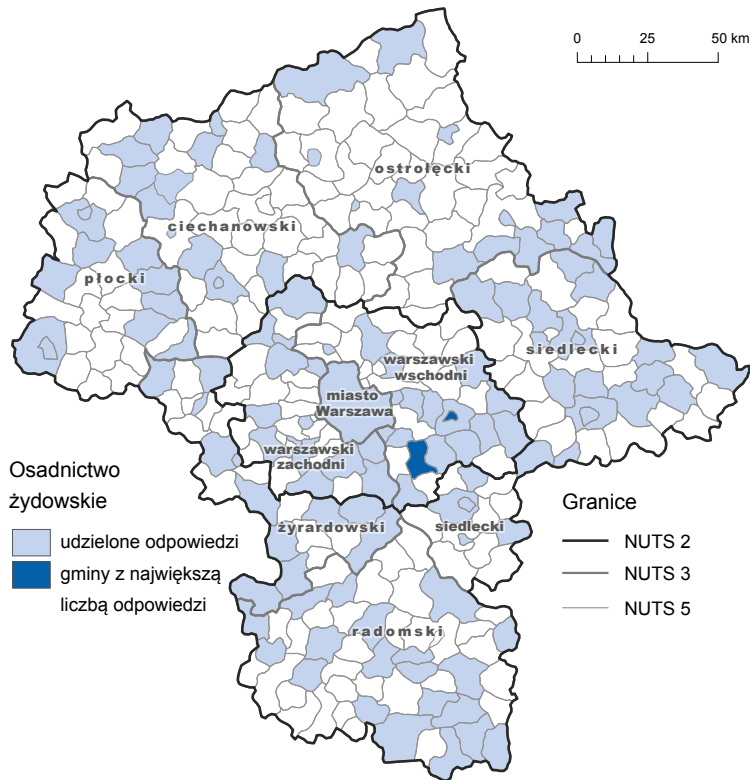 0 25 50 km
ostrołęcki
ciechanowski
płocki
siedlecki
warszawski
wschodni
miasto
Warszawa
warszawski
zachodni
żyrardowski
siedlecki
radomski
Osadnictwo
żydowskie
udzielone odpowiedzi
gminy z największą
liczbą odpowiedzi
Granice
NUTS 2
NUTS 3
NUTS 5